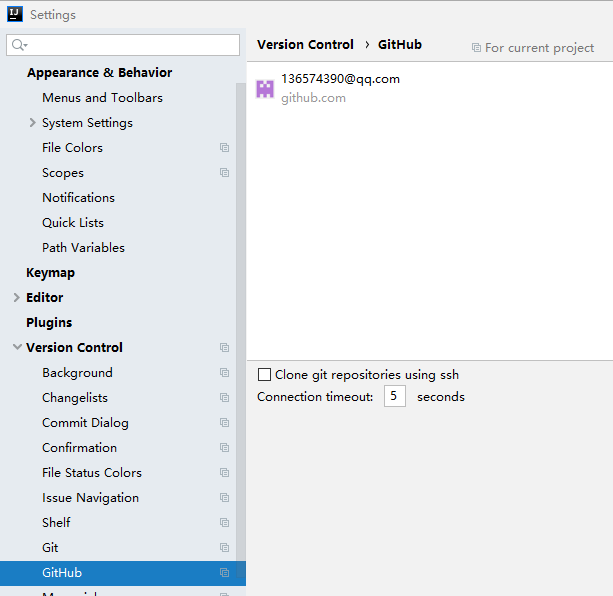 IJ
Settings
Appearance & Behavior
Menus and Toolbars
System Settings
File Colors
Scopes
Notifications
Quick Lists
Path Variables
Keymap
Editor
Plugins
Version Control
Background
Changelists
Commit Dialog
Confirmation
File Status Colors
Issue Navigation
Shelf
Git
GitHub
Version Control › GitHub
For current project
136574390@qq.com
github.com
Clone git repositories using ssh
Connection timeout: 5 seconds